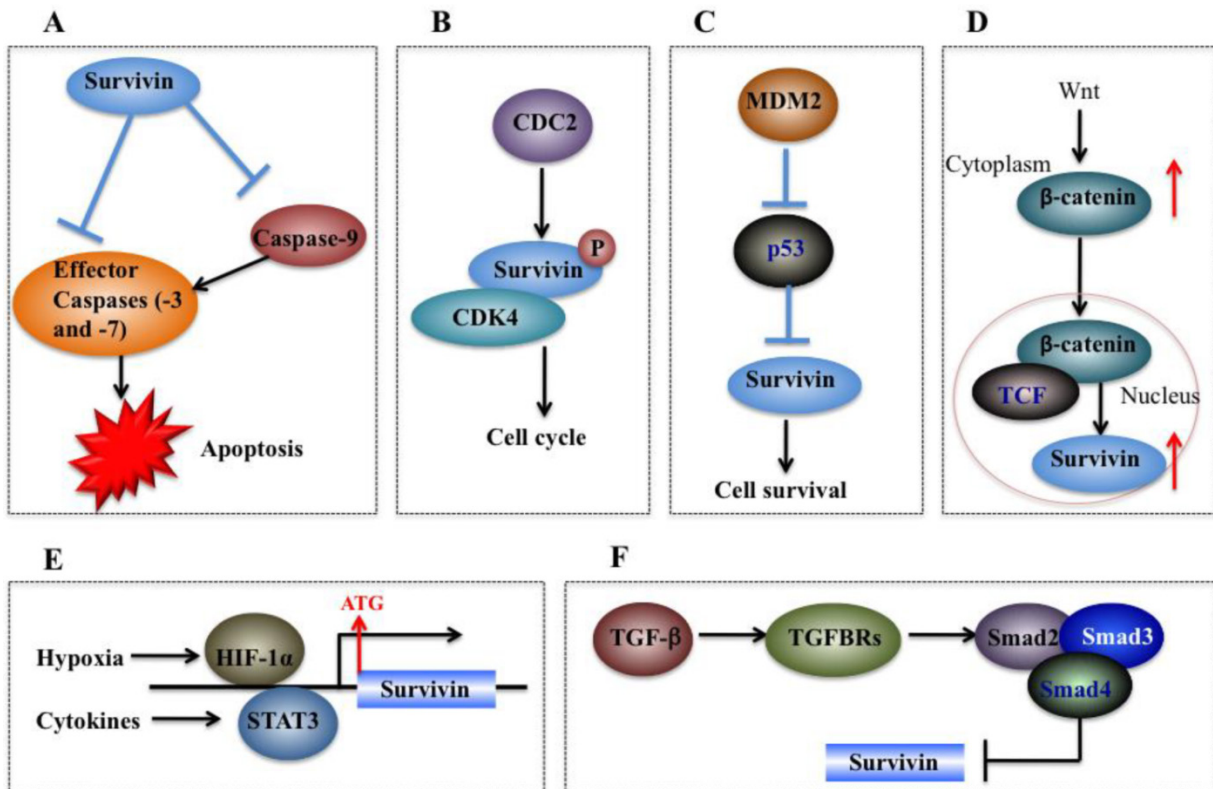 A
Survivin
Caspase-9
Effector
Caspases (-3
and -7)
Apoptosis
B
CDC2
P
Survivin
CDK4
Cell cycle
C
MDM2
p53
Survivin
Cell survival
D
Wnt
Cytoplasm
β-catenin
β-catenin
TCF
Nucleus
Survivin
E
ATG
Hypoxia
HIF-1α
Survivin
Cytokines
STAT3
F
TGF-β
TGFBRs
Smad2
Smad3
Smad4
Survivin